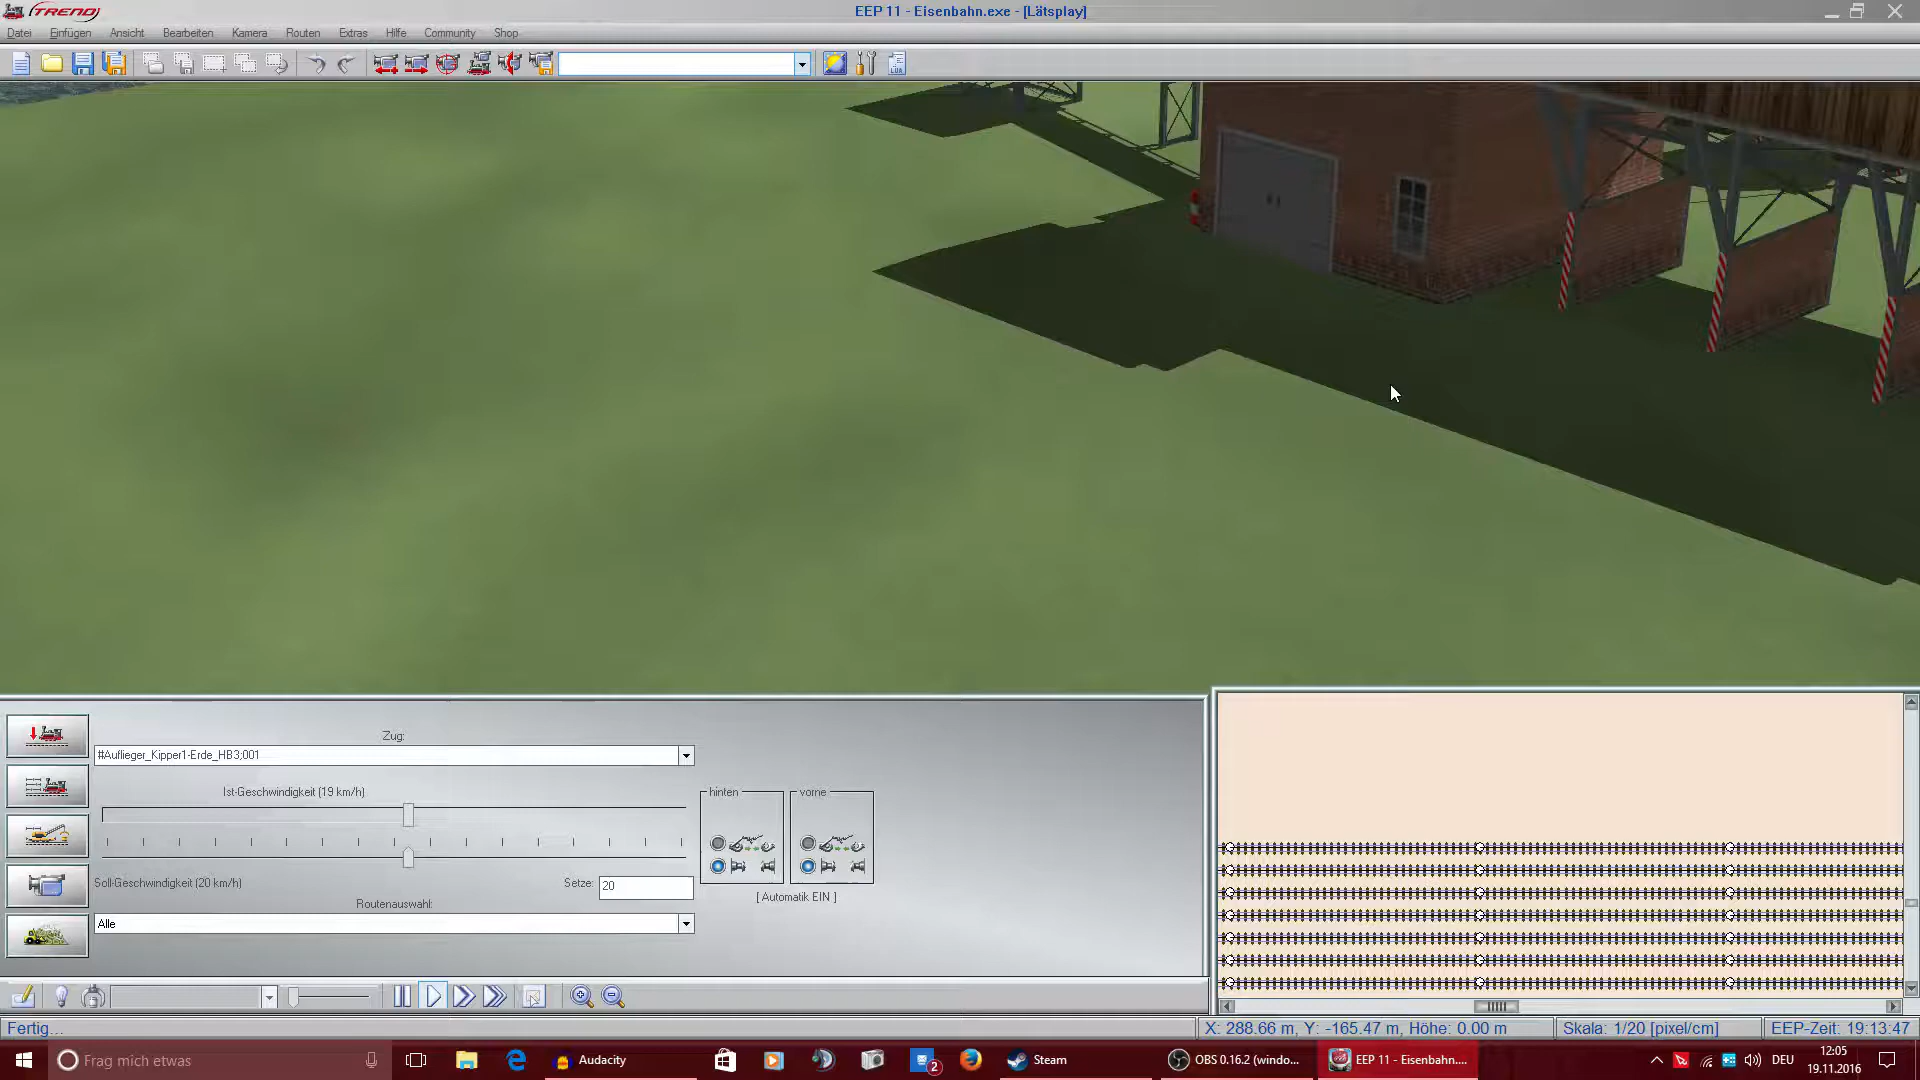 TREND
EEP 11 - Eisenbahn.exe - [Lätsplay]
Datei Einfügen Ansicht Bearbeiten Kamera Routen Extras Hilfe Community Shop
LUA
Zug:
#Auflieger_Kipper1-Erde_HB3;001
Ist-Geschwindigkeit (19 km/h)
hinten vorne
Soll-Geschwindigkeit (20 km/h)
Setze: 20
[ Automatik EIN ]
Routenauswahl:
Alle
Fertig...
X: 288.66 m, Y: -165.47 m, Höhe: 0.00 m
Skala: 1/20 [pixel/cm]
EEP-Zeit: 19:13:47
Frag mich etwas
Audacity
2
Steam
OBS 0.16.2 (windo...
EEP 11 - Eisenbahn....
DEU
12:05
19.11.2016